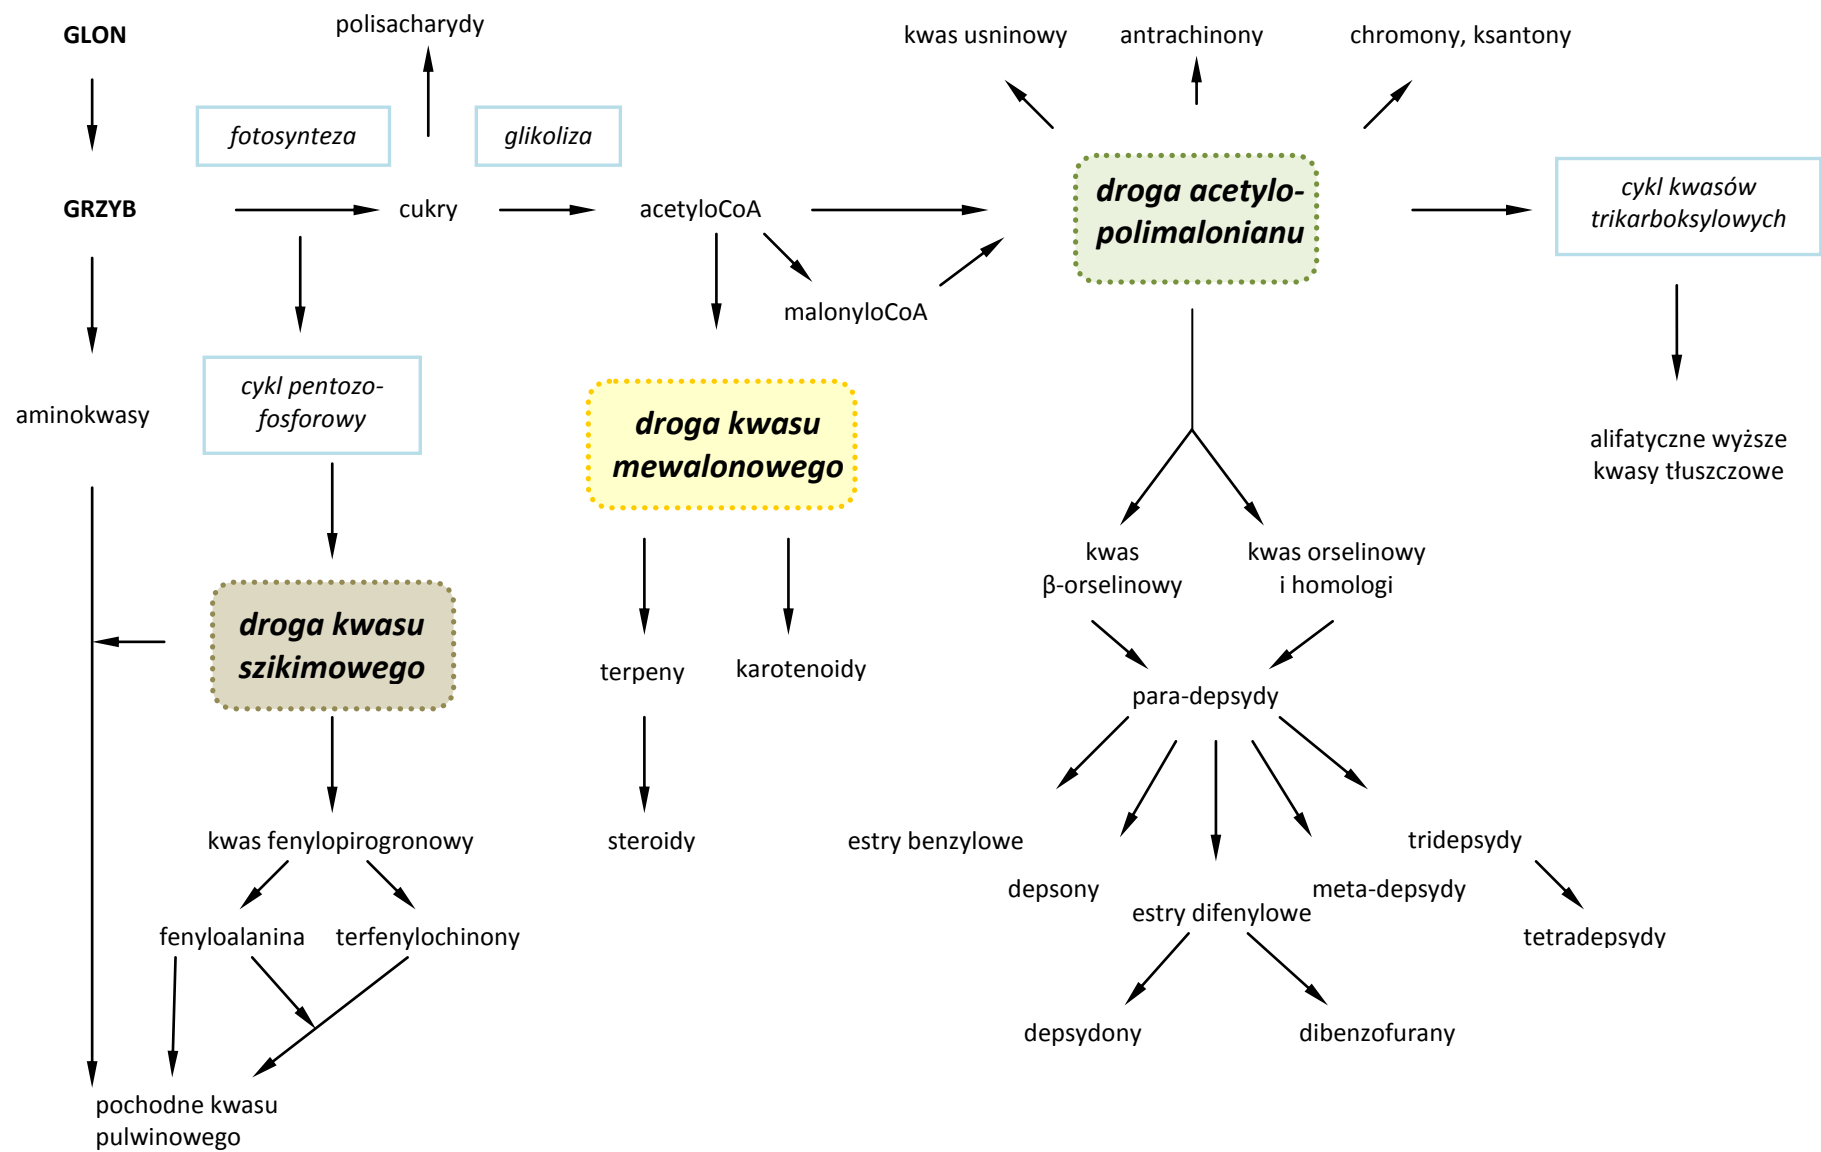 GLON
polisacharydy
kwas usninowy
antrachinony
chromony, ksantony
fotosynteza
glikoliza
droga acetylo-
polimalonianu
cykl kwasów
trikarboksylowych
GRZYB
cukry
acetyloCoA
malonyloCoA
cykl pentozo-
fosforowy
aminokwasy
droga kwasu
mewalonowego
alifatyczne wyższe
kwasy tłuszczowe
kwas
β-orselinowy
kwas orselinowy
i homologi
droga kwasu
szikimowego
terpeny
karotenoidy
para-depsydy
kwas fenylopirogronowy
steroidy
estry benzylowe
tridepsydy
depsony
meta-depsydy
estry difenylowe
fenyloalanina
terfenylochinony
tetradepsydy
depsydony
dibenzofurany
pochodne kwasu
pulwinowego